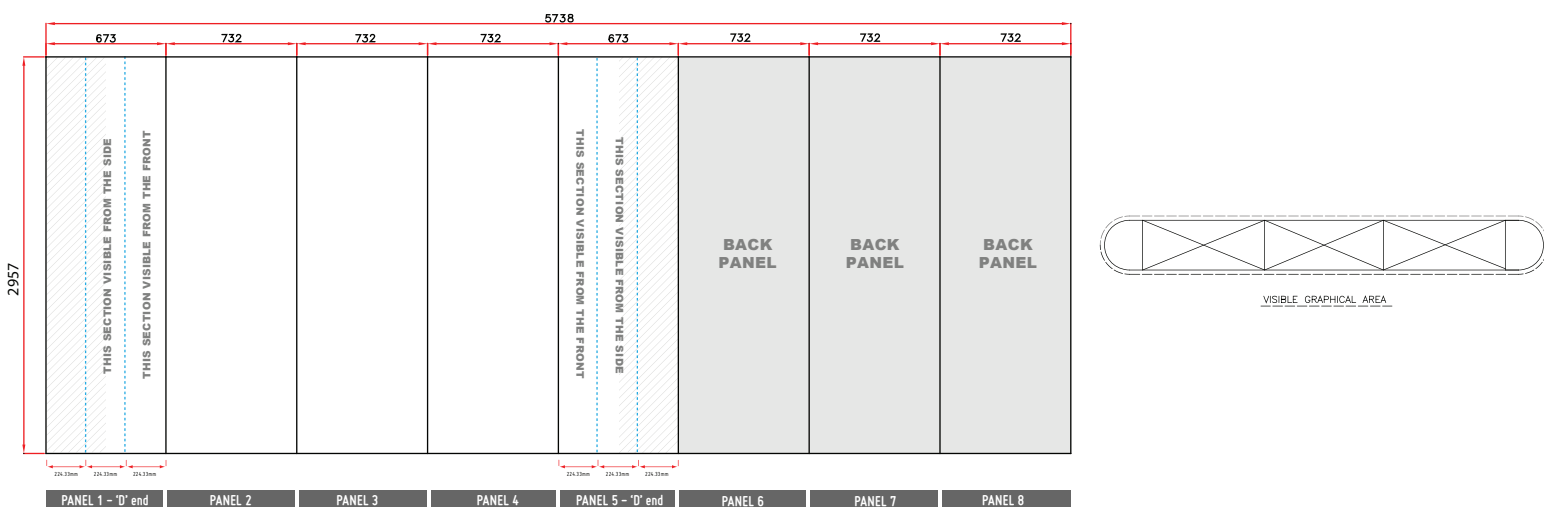 5738
673
732
732
732
673
732
732
732
2957
THIS SECTION VISIBLE FROM THE SIDE
THIS SECTION VISIBLE FROM THE FRONT
THIS SECTION VISIBLE FROM THE FRONT
THIS SECTION VISIBLE FROM THE SIDE
BACK
PANEL
BACK
PANEL
BACK
PANEL
VISIBLE GRAPHICAL AREA
224.33mm
224.33mm
224.33mm
224.33mm
224.33mm
224.33mm
PANEL 1 - 'D' end
PANEL 2
PANEL 3
PANEL 4
PANEL 5 - 'D' end
PANEL 6
PANEL 7
PANEL 8